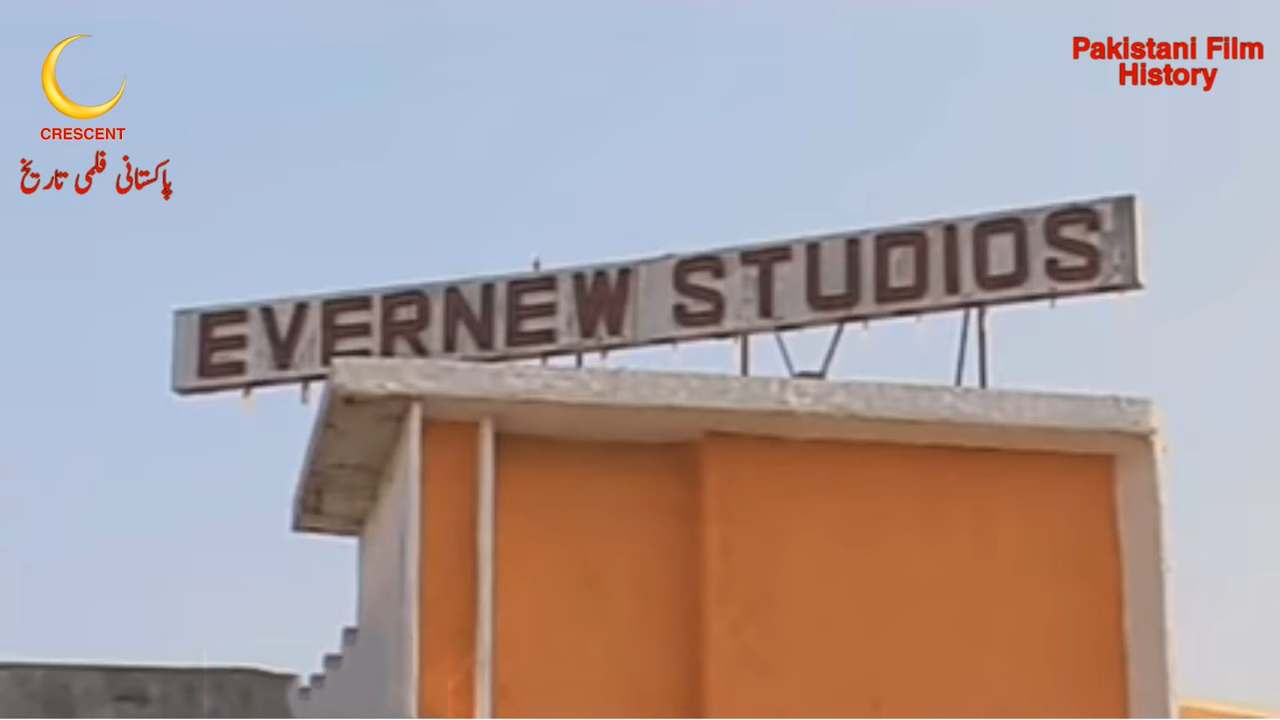 CRESCENT
پاکستانی فلمی تاریخ
Pakistani Film
History
EVERNEW STUDIOS